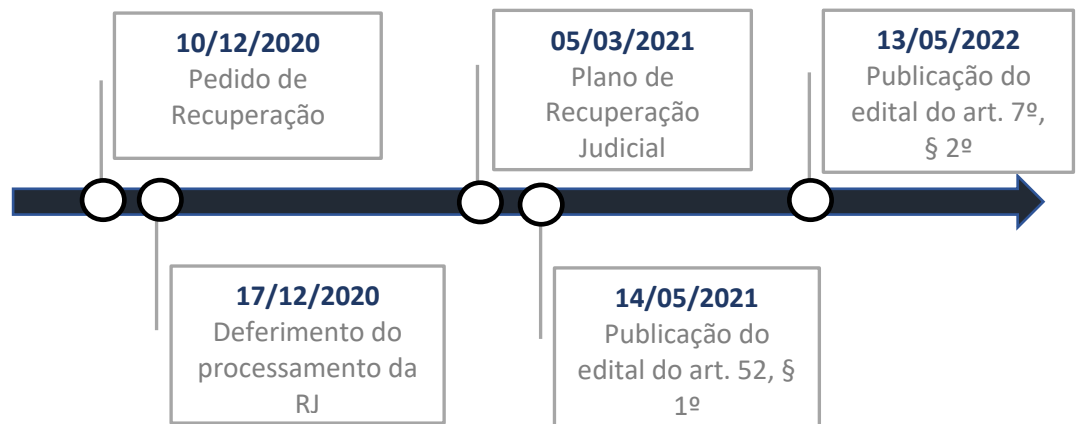 10/12/2020
Pedido de
Recuperação
17/12/2020
Deferimento do
processamento da
RJ
05/03/2021
Plano de
Recuperação
Judicial
14/05/2021
Publicação do
edital do art. 52, §
1º
13/05/2022
Publicação do
edital do art. 7º,
§ 2º